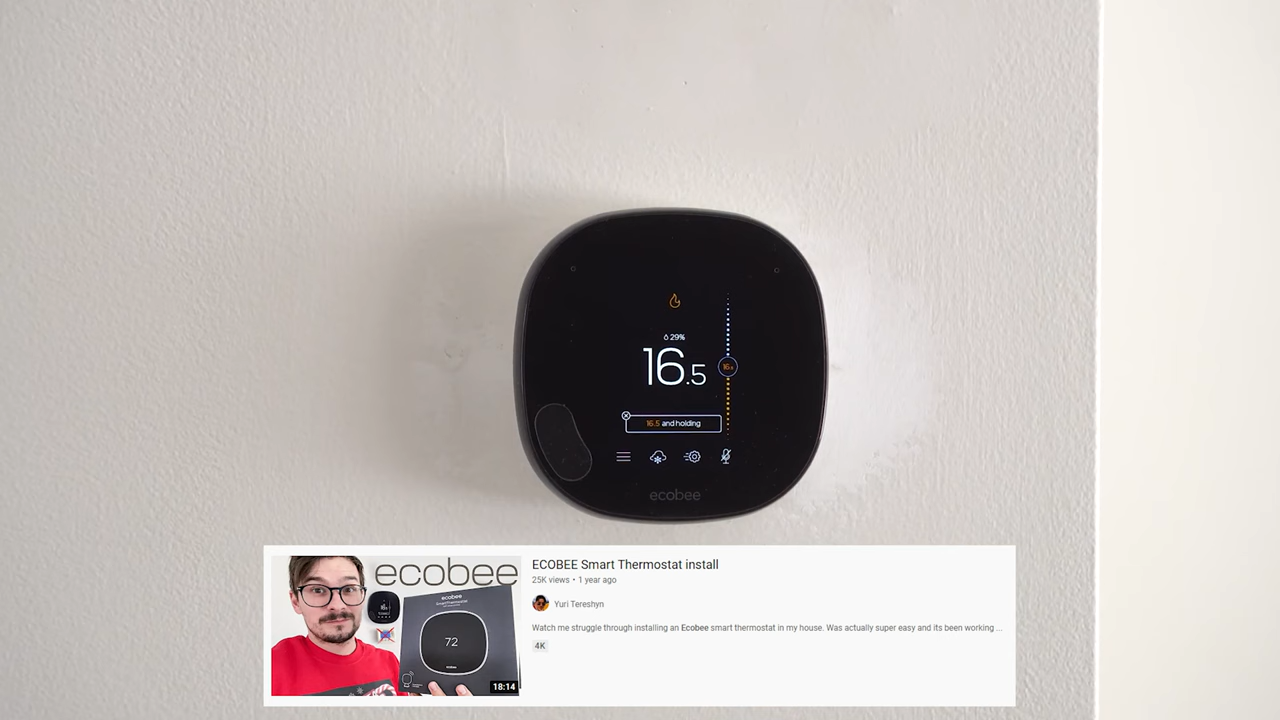 29%
16.5
16.5 and holding
ecobee
ecobee
ecobee
72
18:14
ECOBEE Smart Thermostat install
25K views • 1 year ago
Yuri Tereshyn
Watch me struggle through installing an Ecobee smart thermostat in my house. Was actually super easy and its been working ...
4K